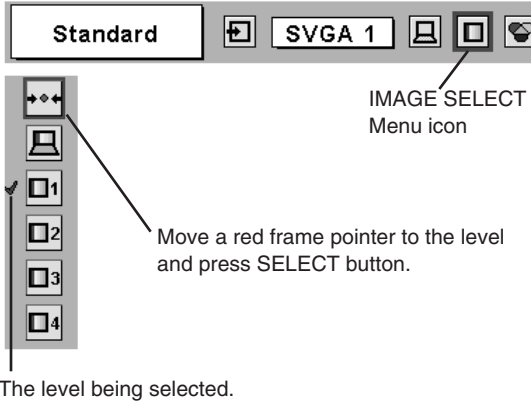 Standard
SVGA 1
IMAGE SELECT
Menu icon
1
2
3
4
Move a red frame pointer to the level
and press SELECT button.
The level being selected.